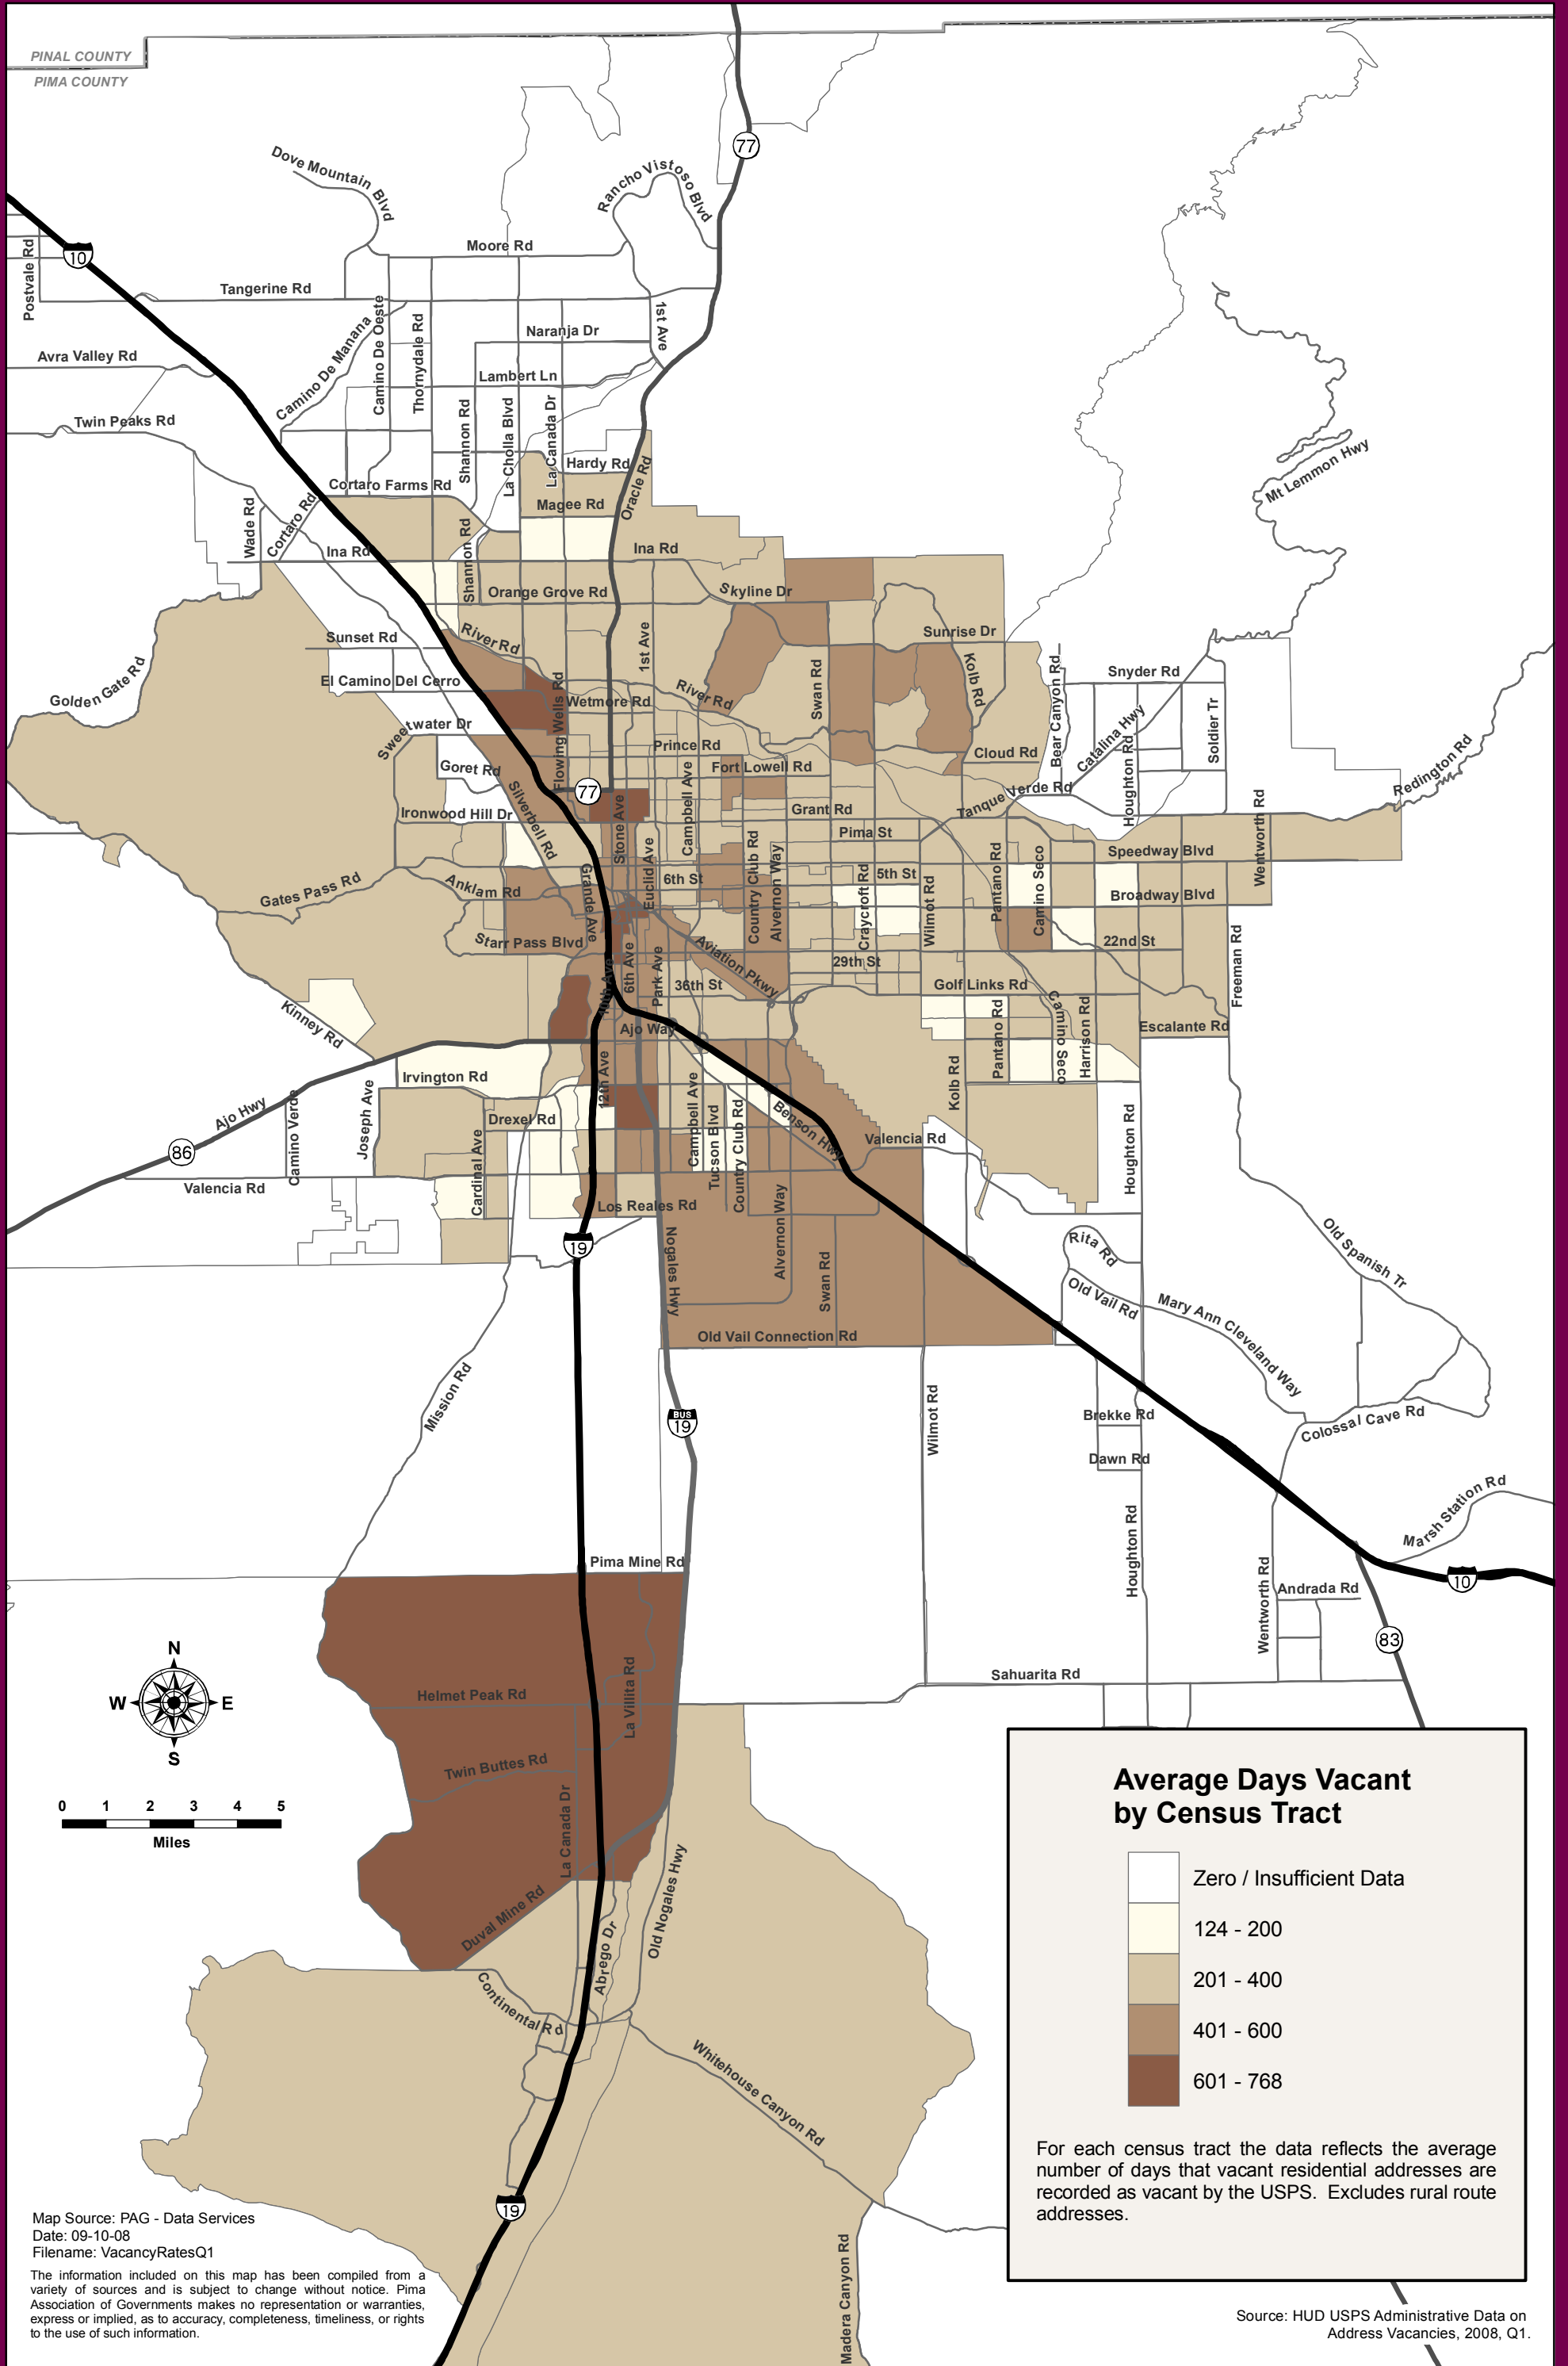 PINAL COUNTY
PIMA COUNTY
77
Dove Mountain Blvd
Rancho Vistoso Blvd
10
Postvale Rd
Moore Rd
Tangerine Rd
Camino De Manana
Camino De Oeste
Thornydale Rd
Naranja Dr
1st Ave
Avra Valley Rd
Lambert Ln
Shannon Rd
La Cholla Blvd
La Canada Dr
Twin Peaks Rd
Hardy Rd
Oracle Rd
Mt Lemmon Hwy
Cortaro Farms Rd
Magee Rd
Wade Rd
Cortaro Rd
Ina Rd
Shannon Rd
Ina Rd
Orange Grove Rd
Skyline Dr
Sunset Rd
River Rd
1st Ave
Sunrise Dr
Kolb Rd
Golden Gate Rd
El Camino Del Cerro
Flowing Wells Rd
Wetmore Rd
River Rd
Swan Rd
Bear Canyon Rd
Snyder Rd
Catalina Hwy
Houghton Rd
Soldier Tr
Sweetwater Dr
Prince Rd
Cloud Rd
Goret Rd
Fort Lowell Rd
Campbell Ave
Redington Rd
77
Silverbell Rd
Ironwood Hill Dr
Stone Ave
Grant Rd
Tanque Verde Rd
Wentworth Rd
Pima St
Speedway Blvd
Euclid Ave
Country Club Rd
Alvernon Way
Gates Pass Rd
Anklam Rd
Grande Ave
6th St
Craycroft Rd
5th St
Wilmot Rd
Pantano Rd
Camino Seco
Broadway Blvd
Starr Pass Blvd
Aviation Pkwy
22nd St
Freeman Rd
10th Ave
6th Ave
Park Ave
36th St
29th St
Golf Links Rd
Kinney Rd
Ajo Way
Pantano Rd
Camino Seco
Harrison Rd
Escalante Rd
Irvington Rd
12th Ave
Kolb Rd
Ajo Hwy
Camino Verde
Joseph Ave
Drexel Rd
Campbell Ave
Tucson Blvd
Country Club Rd
Benson Hwy
Valencia Rd
Houghton Rd
86
Valencia Rd
Cardinal Ave
Los Reales Rd
19
Nogales Hwy
Alvernon Way
Swan Rd
Rita Rd
Old Spanish Tr
Old Vail Rd
Mary Ann Cleveland Way
Old Vail Connection Rd
Mission Rd
BUS
19
Wilmot Rd
Brekke Rd
Colossal Cave Rd
Dawn Rd
Marsh Station Rd
Houghton Rd
Pima Mine Rd
10
Wentworth Rd
Andrada Rd
83
N
W E
S
La Villita Rd
Sahuarita Rd
Helmet Peak Rd
Twin Buttes Rd
0 1 2 3 4 5
Miles
La Canada Dr
Duval Mine Rd
Abrego Dr
Old Nogales Hwy
Continental Rd
Whitehouse Canyon Rd
19
Madera Canyon Rd
Average Days Vacant
by Census Tract
Zero / Insufficient Data
124 - 200
201 - 400
401 - 600
601 - 768
For each census tract the data reflects the average
number of days that vacant residential addresses are
recorded as vacant by the USPS. Excludes rural route
addresses.
Map Source: PAG - Data Services
Date: 09-10-08
Filename: VacancyRatesQ1
The information included on this map has been compiled from a
variety of sources and is subject to change without notice. Pima
Association of Governments makes no representation or warranties,
express or implied, as to accuracy, completeness, timeliness, or rights
to the use of such information.
Source: HUD USPS Administrative Data on
Address Vacancies, 2008, Q1.